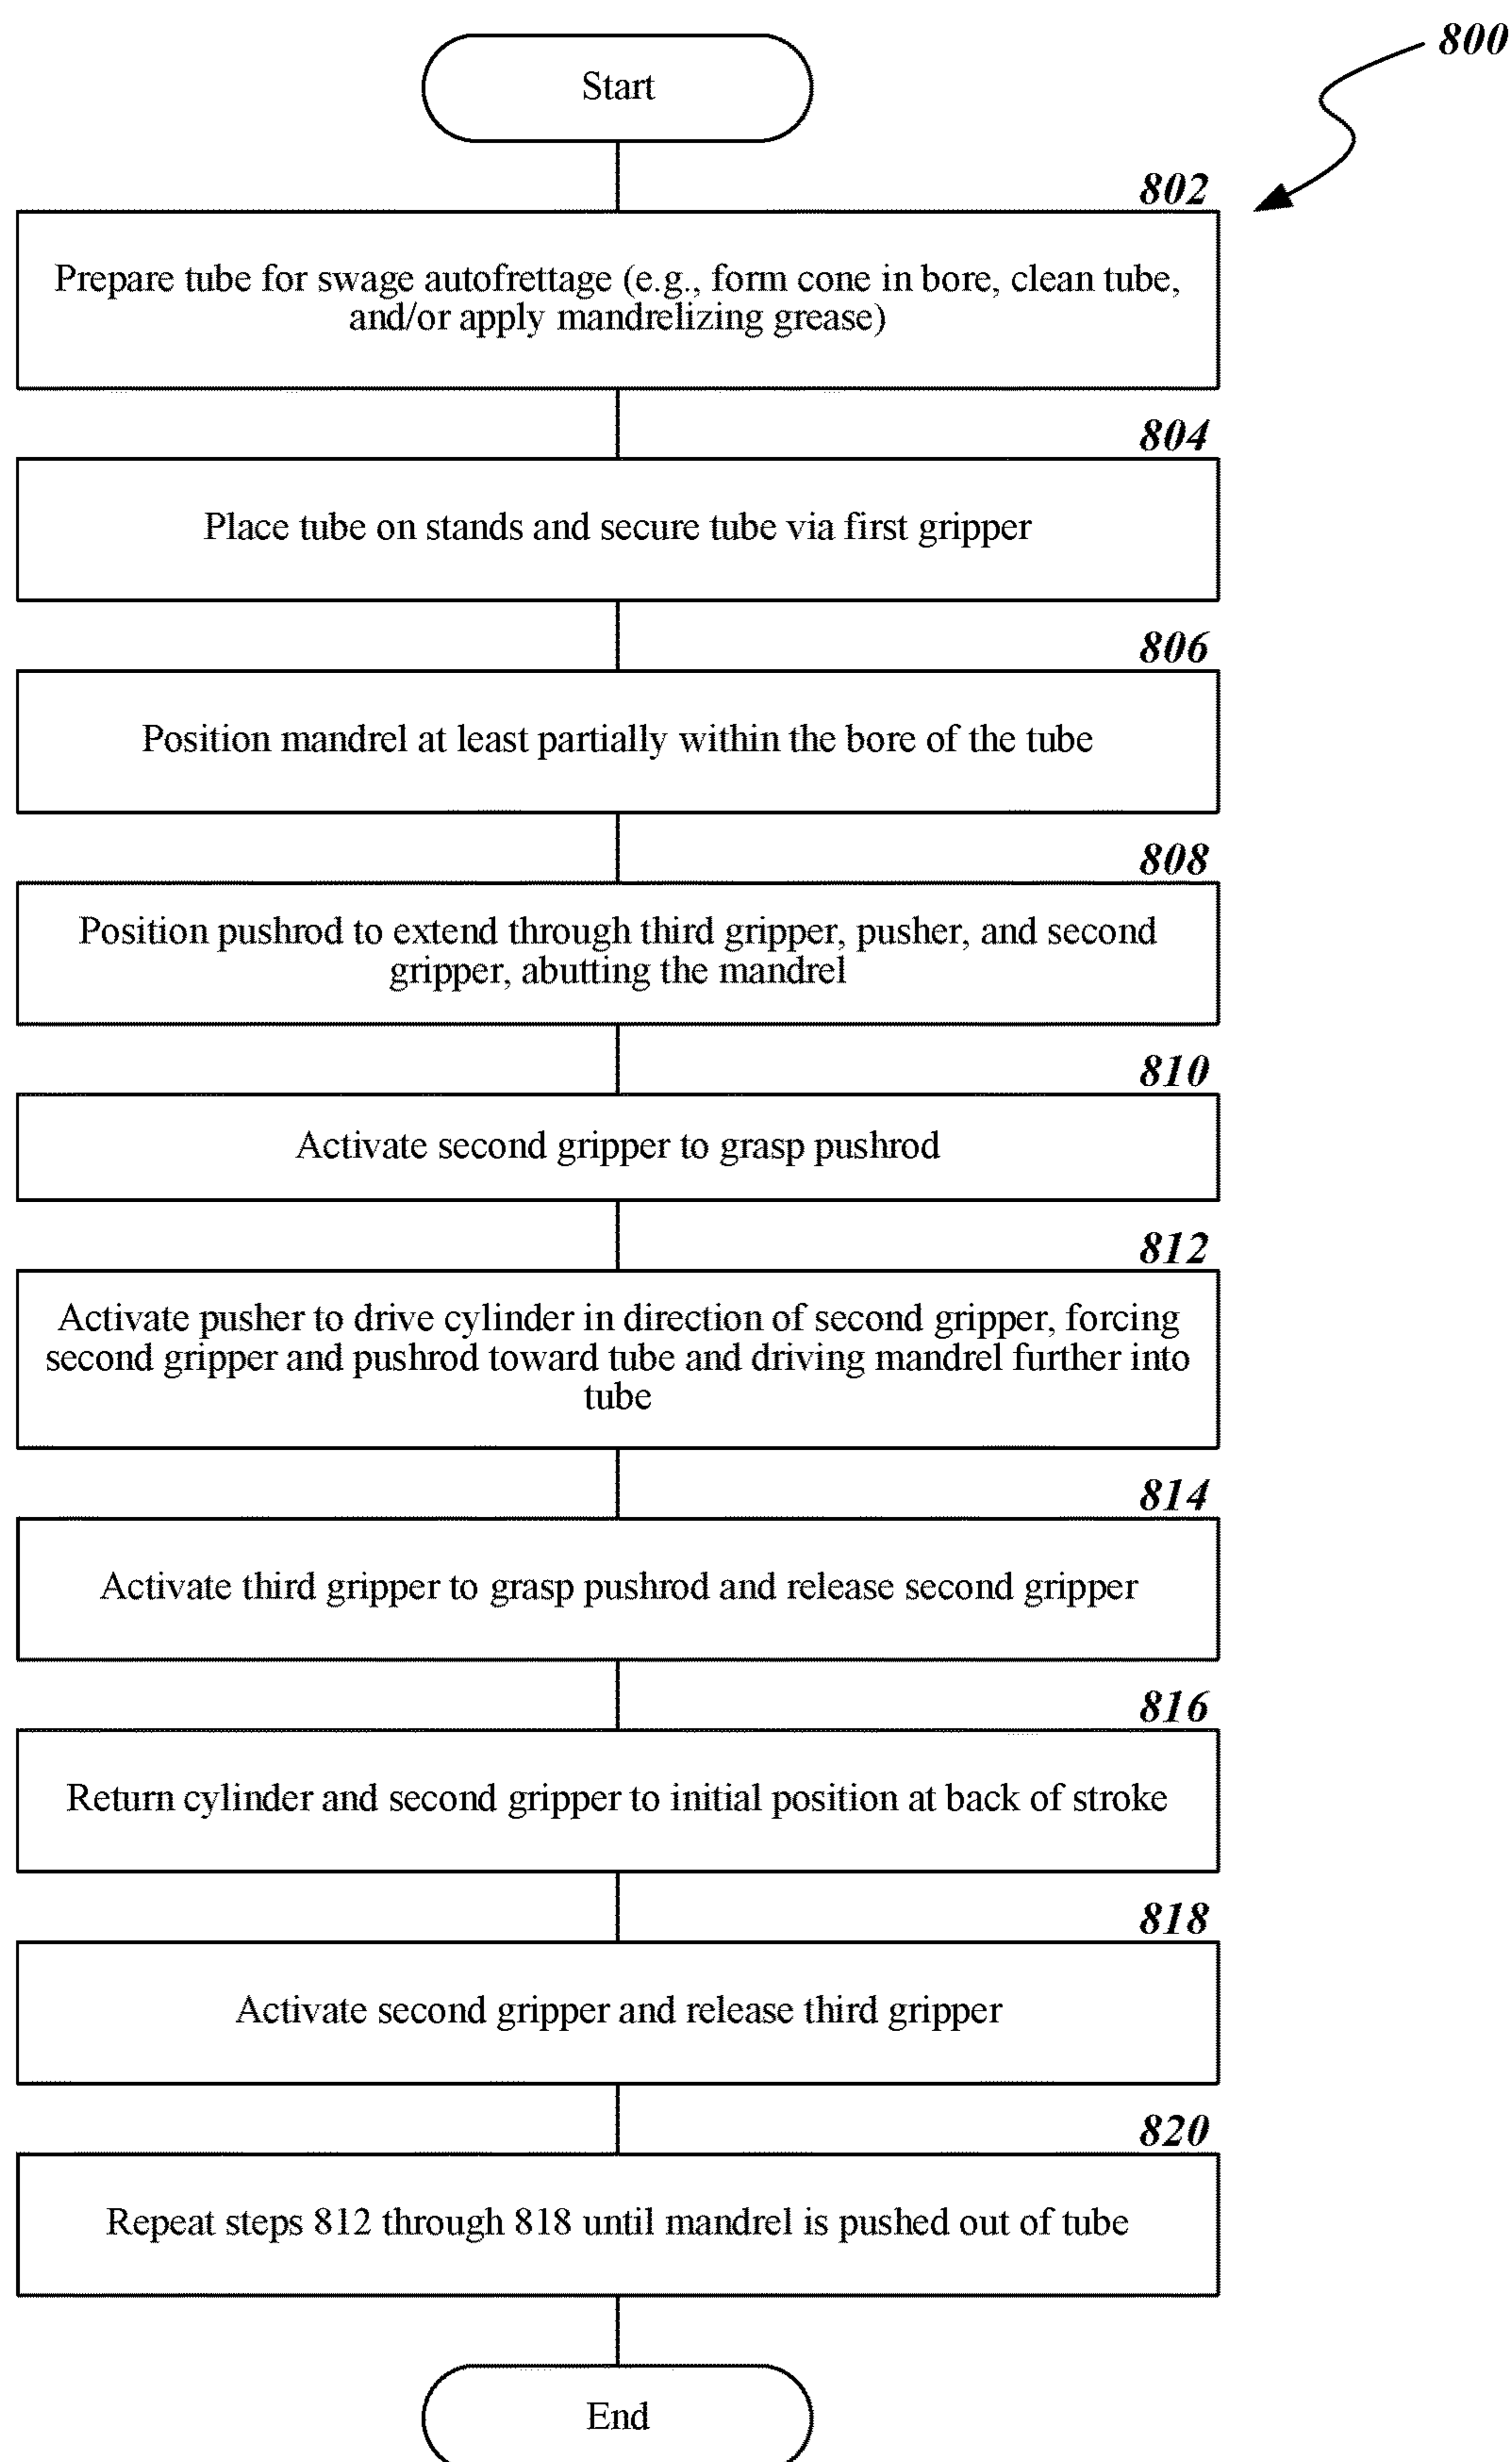 800
Start
802
Prepare tube for swage autofrettage (e.g., form cone in bore, clean tube,
and/or apply mandrelizing grease)
804
Place tube on stands and secure tube via first gripper
806
Position mandrel at least partially within the bore of the tube
808
Position pushrod to extend through third gripper, pusher, and second
gripper, abutting the mandrel
810
Activate second gripper to grasp pushrod
812
Activate pusher to drive cylinder in direction of second gripper, forcing
second gripper and pushrod toward tube and driving mandrel further into
tube
814
Activate third gripper to grasp pushrod and release second gripper
816
Return cylinder and second gripper to initial position at back of stroke
818
Activate second gripper and release third gripper
820
Repeat steps 812 through 818 until mandrel is pushed out of tube
End